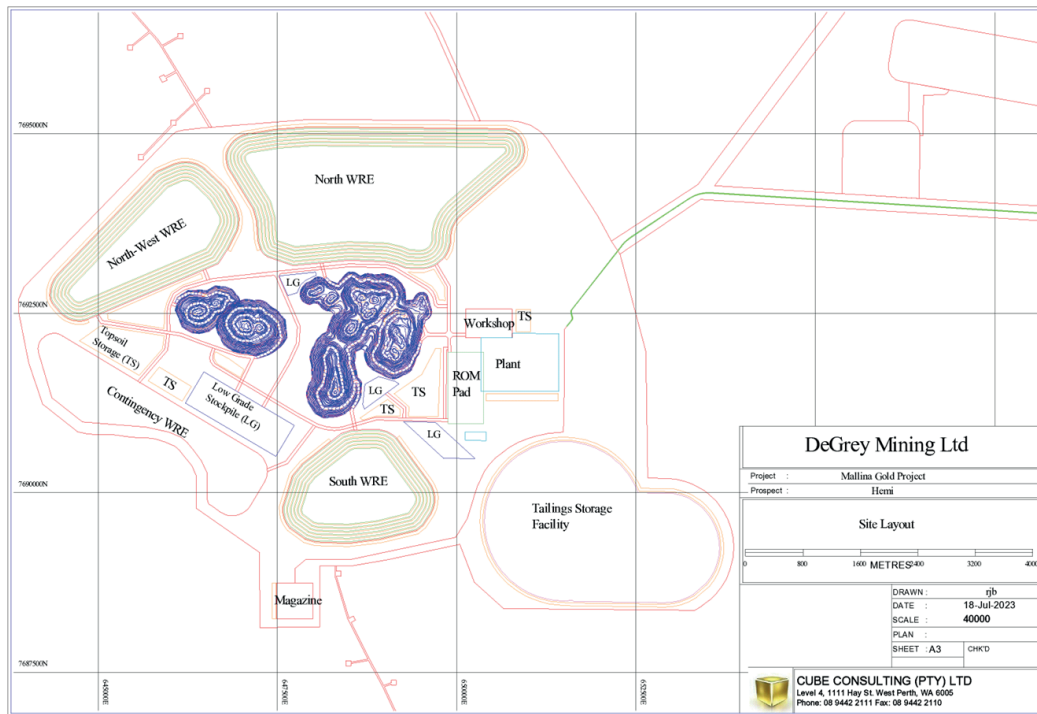 7695000N
North WRE
North-West WRE
LG
7692500N
Workshop
TS
Topsoil
Storage (TS)
Plant
ROM
Pad
LG
TS
TS
TS
Low Grade
Stockpile (LG)
Contingency WRE
LG
South WRE
7690000N
Tailings Storage
Facility
Magazine
7687500N
645000E
647500E
650000E
652500E
DeGrey Mining Ltd
Project : Mallina Gold Project
Prospect : Hemi
Site Layout
0 800 1600 METRES 2400 3200 4000
DRAWN : rjb
DATE : 18-Jul-2023
SCALE : 40000
PLAN :
SHEET : A3 CHK'D
CUBE CONSULTING (PTY) LTD
Level 4, 1111 Hay St. West Perth, WA 6005
Phone: 08 9442 2111 Fax: 08 9442 2110